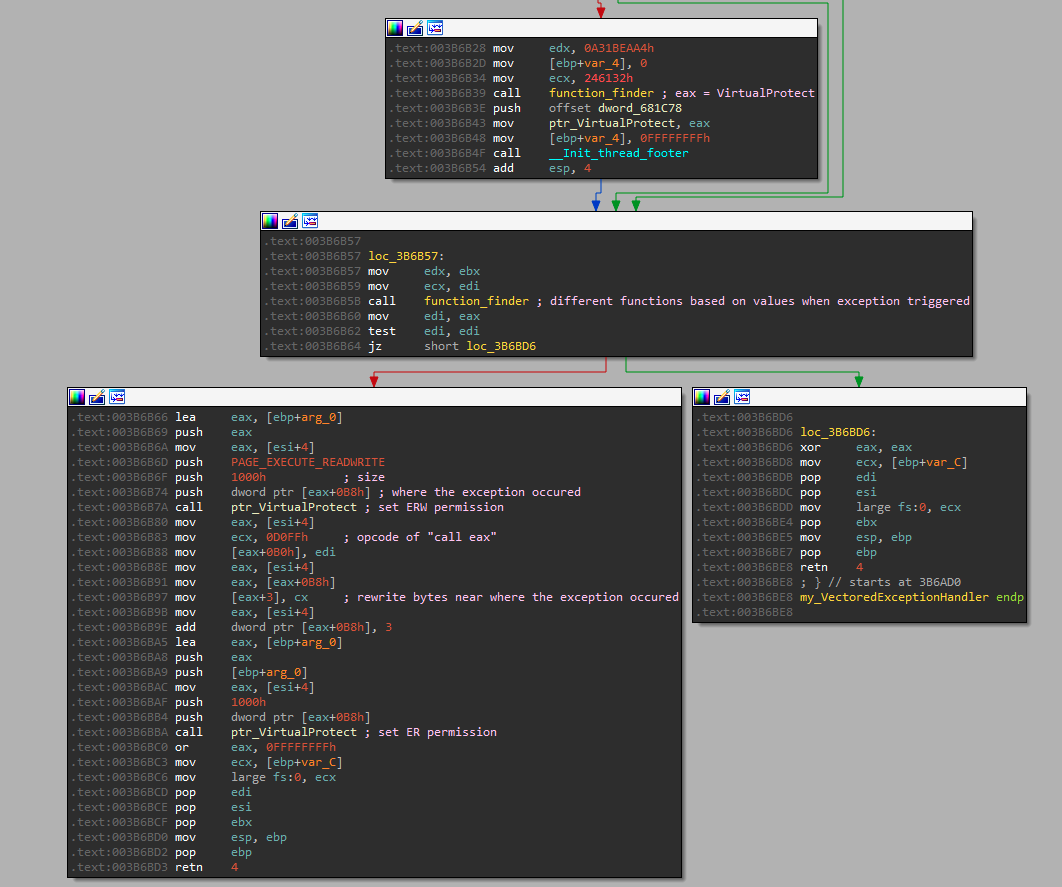 .text:003B6B28 mov edx, 0A31BEAA4h
.text:003B6B2D mov [ebp+var_4], 0
.text:003B6B34 mov ecx, 246132h
.text:003B6B39 call function_finder ; eax = VirtualProtect
.text:003B6B3E push offset dword_681C78
.text:003B6B43 mov ptr_VirtualProtect, eax
.text:003B6B48 mov [ebp+var_4], 0FFFFFFFFh
.text:003B6B4F call __Init_thread_footer
.text:003B6B54 add esp, 4
.text:003B6B57
.text:003B6B57 loc_3B6B57:
.text:003B6B57 mov edx, ebx
.text:003B6B59 mov ecx, edi
.text:003B6B5B call function_finder ; different functions based on values when exception triggered
.text:003B6B60 mov edi, eax
.text:003B6B62 test edi, edi
.text:003B6B64 jz short loc_3B6BD6
.text:003B6B66 lea eax, [ebp+arg_0]
.text:003B6B69 push eax
.text:003B6B6A mov eax, [esi+4]
.text:003B6B6D push PAGE_EXECUTE_READWRITE
.text:003B6B6F push 1000h ; size
.text:003B6B74 push dword ptr [eax+0B8h] ; where the exception occured
.text:003B6B7A call ptr_VirtualProtect ; set ERW permission
.text:003B6B80 mov eax, [esi+4]
.text:003B6B83 mov ecx, 0D0FFh ; opcode of "call eax"
.text:003B6B88 mov [eax+0B0h], edi
.text:003B6B8E mov eax, [esi+4]
.text:003B6B91 mov eax, [eax+0B8h]
.text:003B6B97 mov [eax+3], cx ; rewrite bytes near where the exception occured
.text:003B6B9B mov eax, [esi+4]
.text:003B6B9E add dword ptr [eax+0B8h], 3
.text:003B6BA5 lea eax, [ebp+arg_0]
.text:003B6BA8 push eax
.text:003B6BA9 push [ebp+arg_0]
.text:003B6BAC mov eax, [esi+4]
.text:003B6BAF push 1000h
.text:003B6BB4 push dword ptr [eax+0B8h]
.text:003B6BBA call ptr_VirtualProtect ; set ER permission
.text:003B6BC0 or eax, 0FFFFFFFFh
.text:003B6BC3 mov ecx, [ebp+var_C]
.text:003B6BC6 mov large fs:0, ecx
.text:003B6BCD pop edi
.text:003B6BCE pop esi
.text:003B6BCF pop ebx
.text:003B6BD0 mov esp, ebp
.text:003B6BD2 pop ebp
.text:003B6BD3 retn 4
.text:003B6BD6
.text:003B6BD6 loc_3B6BD6:
.text:003B6BD6 xor eax, eax
.text:003B6BD8 mov ecx, [ebp+var_C]
.text:003B6BDB pop edi
.text:003B6BDC pop esi
.text:003B6BDD mov large fs:0, ecx
.text:003B6BE4 pop ebx
.text:003B6BE5 mov esp, ebp
.text:003B6BE7 pop ebp
.text:003B6BE8 retn 4
.text:003B6BE8 ; } // starts at 3B6AD0
.text:003B6BE8 my_VectoredExceptionHandler endp
.text:003B6BE8